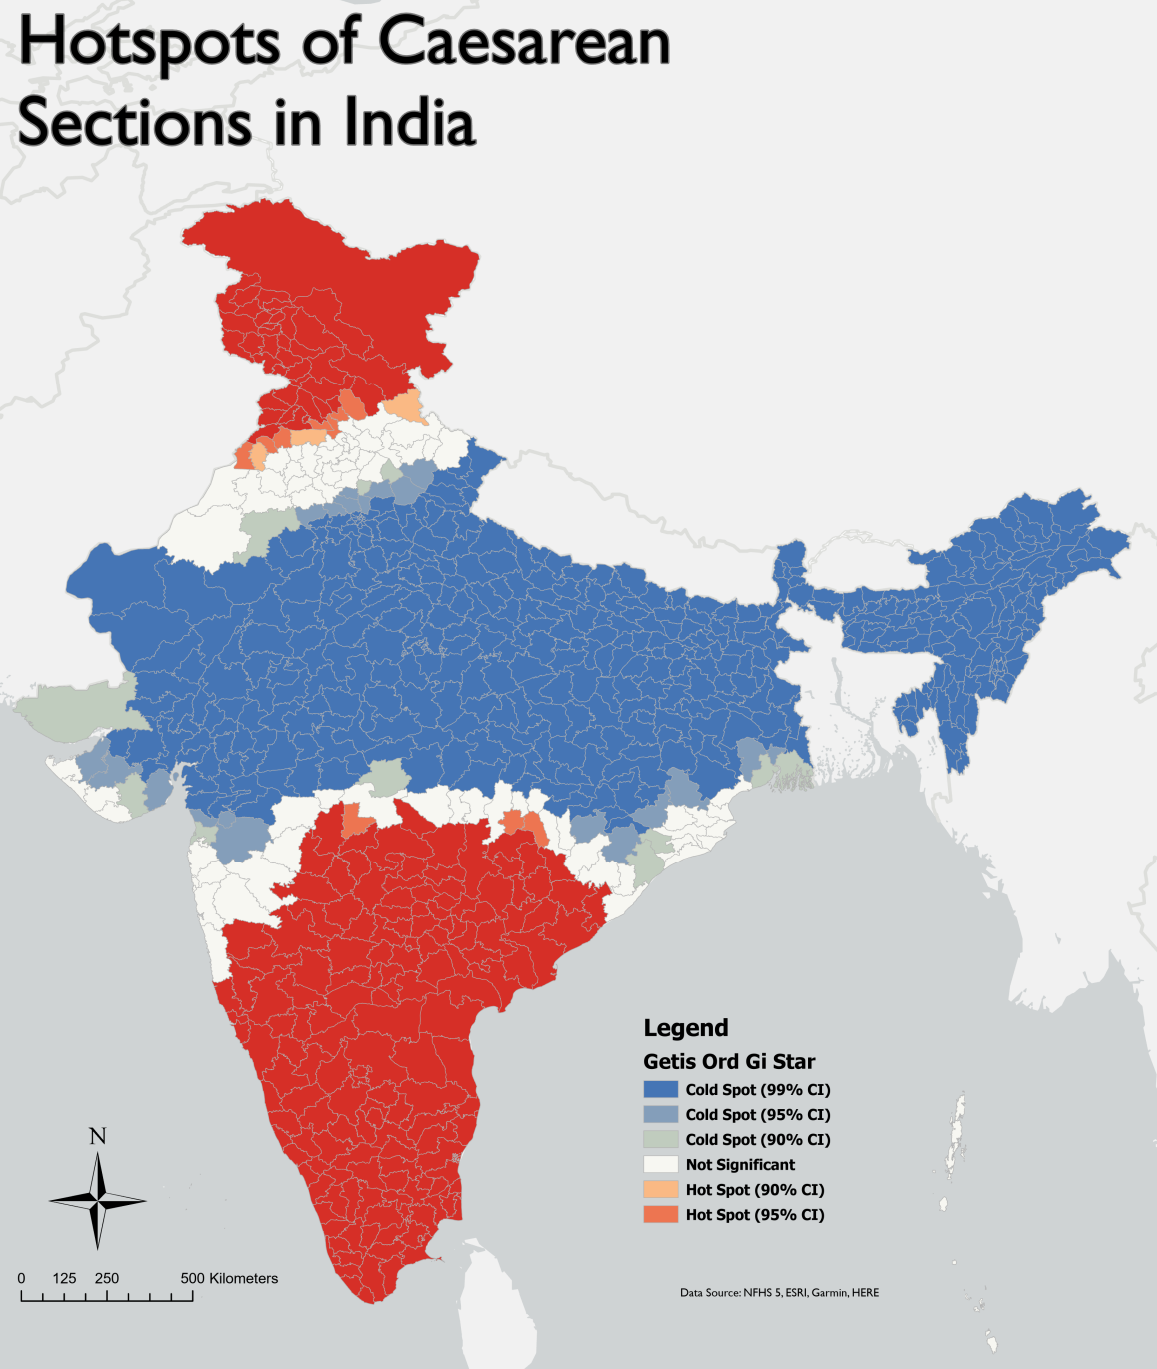 Hotspots of Caesarean
Sections in India
Legend
Getis Ord Gi Star
Cold Spot (99% CI)
Cold Spot (95% CI)
Cold Spot (90% CI)
Not Significant
Hot Spot (90% CI)
Hot Spot (95% CI)
N
0 125 250 500 Kilometers
Data Source: NFHS 5, ESRI, Garmin, HERE